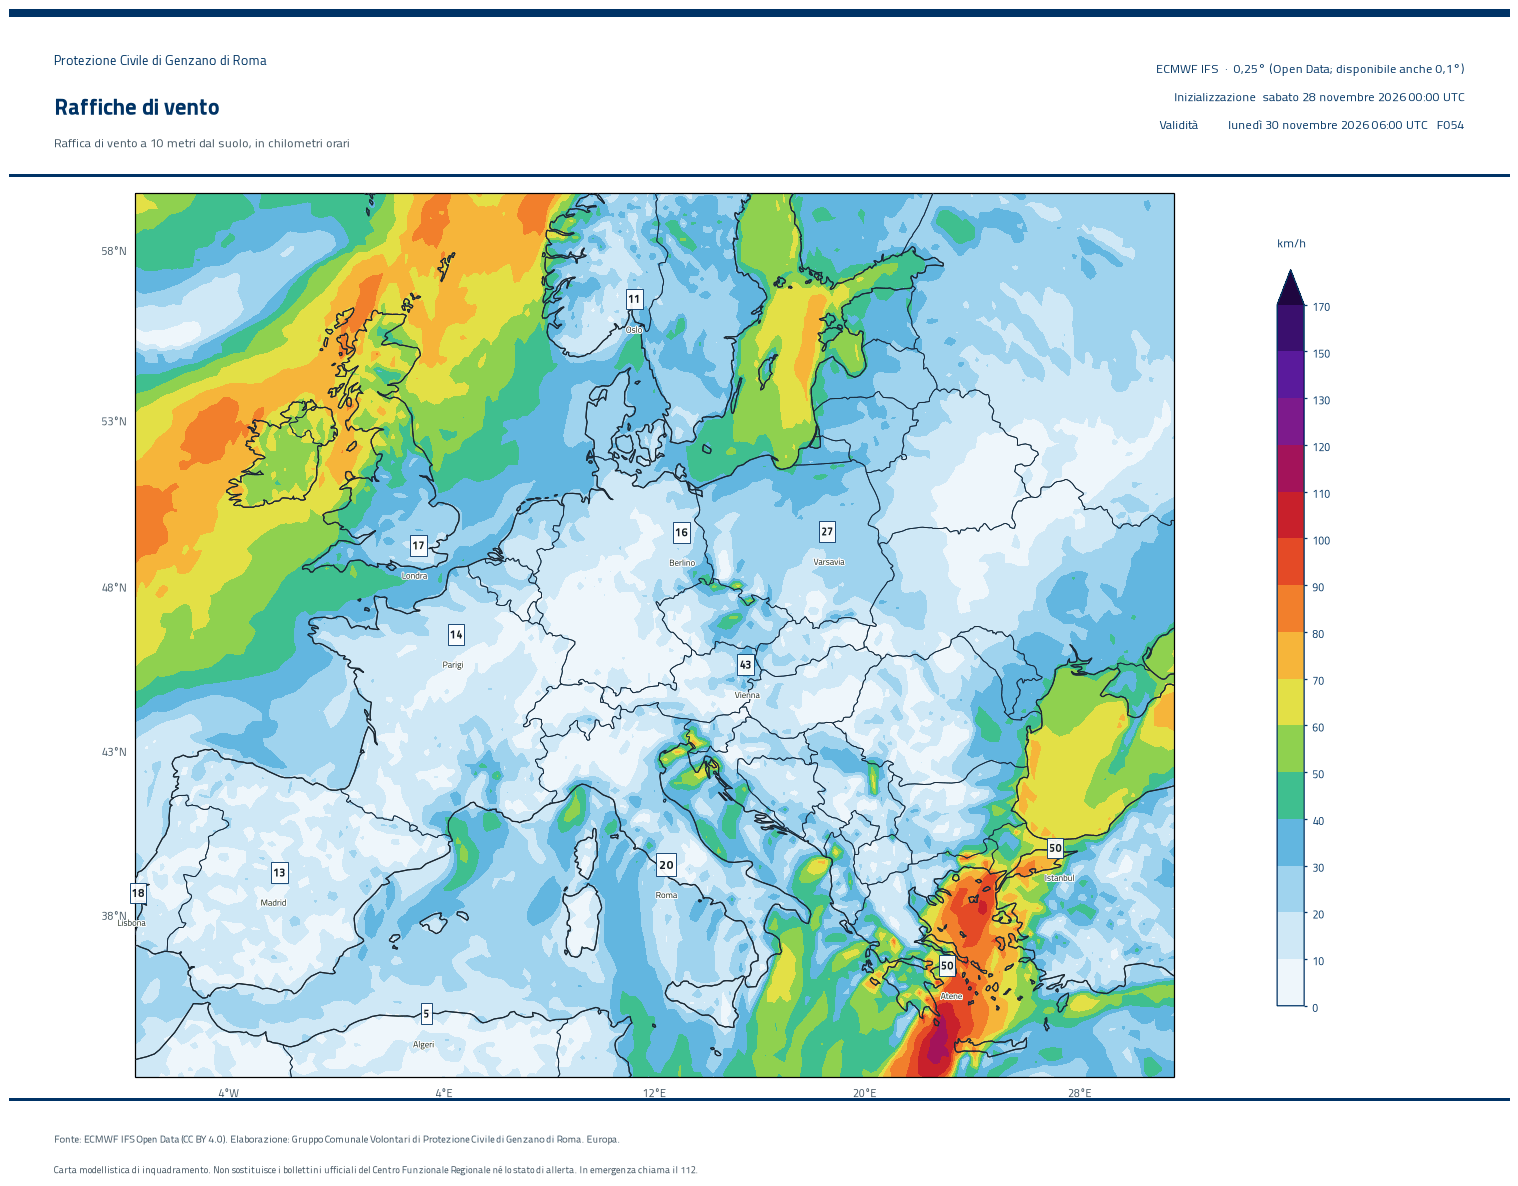 Protezione Civile di Genzano di Roma
Raffiche di vento
Raffica di vento a 10 metri dal suolo, in chilometri orari
ECMWF IFS · 0,25° (Open Data; disponibile anche 0,1°)
Inizializzazione sabato 28 novembre 2026 00:00 UTC
Validità lunedì 30 novembre 2026 06:00 UTC F054
58°N
53°N
48°N
43°N
38°N
4°W
4°E
12°E
20°E
28°E
11
Oslo
17
Londra
16
Berlino
27
Varsavia
14
Parigi
43
Vienna
13
Madrid
18
Lisbona
20
Roma
50
Istanbul
50
Atene
5
Algeri
km/h
170
150
130
120
110
100
90
80
70
60
50
40
30
20
10
0
Fonte: ECMWF IFS Open Data (CC BY 4.0). Elaborazione: Gruppo Comunale Volontari di Protezione Civile di Genzano di Roma. Europa.
Carta modellistica di inquadramento. Non sostituisce i bollettini ufficiali del Centro Funzionale Regionale né lo stato di allerta. In emergenza chiama il 112.